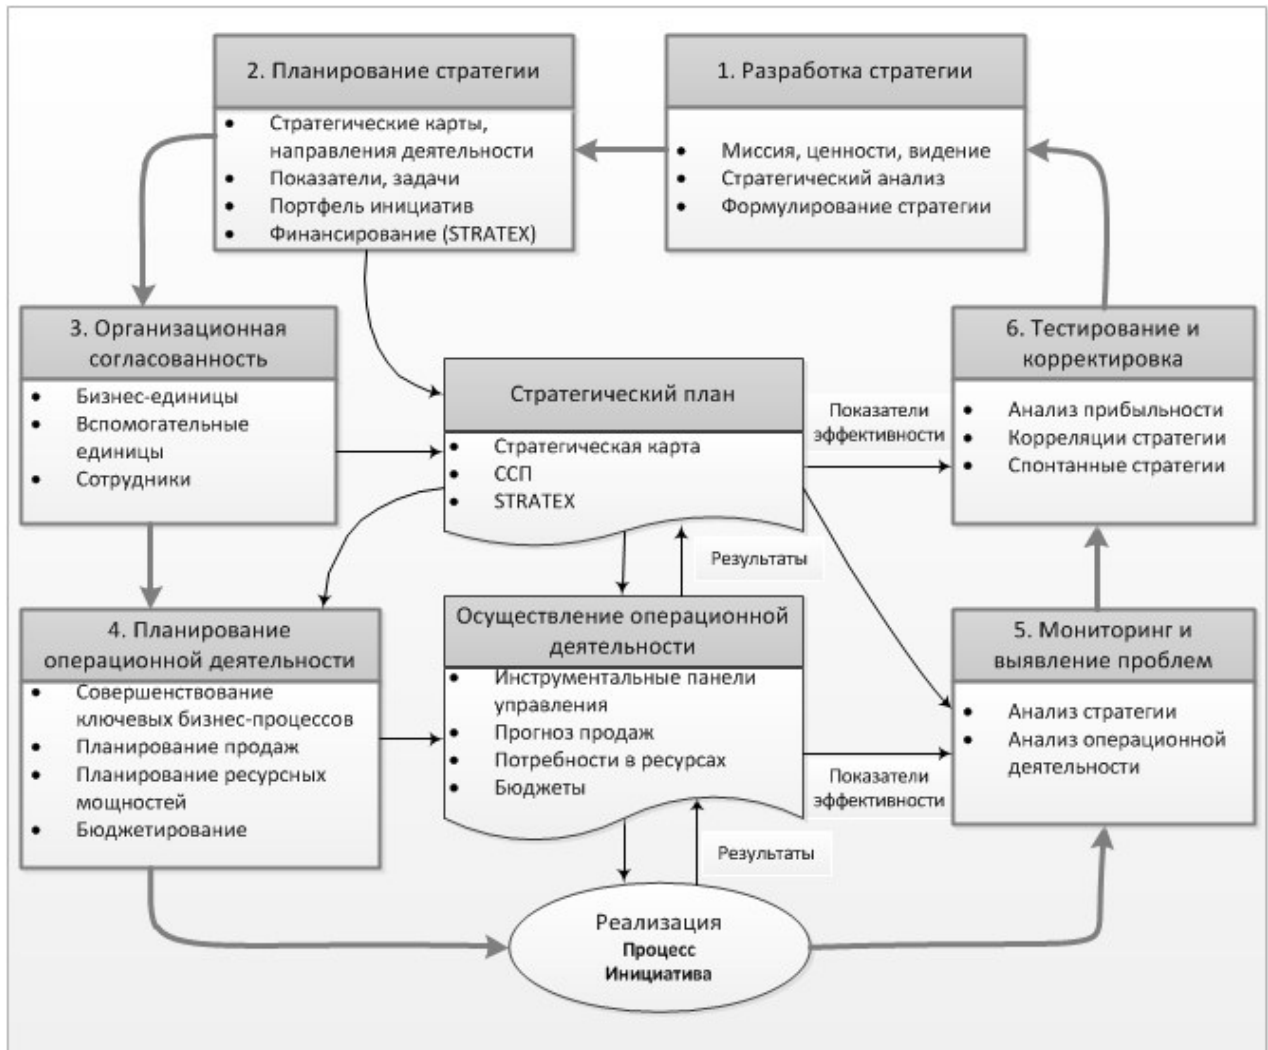 2. Планирование стратегии
• Стратегические карты,
направления деятельности
• Показатели, задачи
• Портфель инициатив
• Финансирование (STRATEX)
1. Разработка стратегии
• Миссия, ценности, видение
• Стратегический анализ
• Формулирование стратегии
3. Организационная
согласованность
• Бизнес-единицы
• Вспомогательные
единицы
• Сотрудники
Стратегический план
• Стратегическая карта
• ССП
• STRATEX
Показатели
эффективности
6. Тестирование и
корректировка
• Анализ прибыльности
• Корреляции стратегии
• Спонтанные стратегии
Результаты
4. Планирование
операционной деятельности
• Совершенствование
ключевых бизнес-процессов
• Планирование продаж
• Планирование ресурсных
мощностей
• Бюджетирование
Осуществление операционной
деятельности
• Инструментальные панели
управления
• Прогноз продаж
• Потребности в ресурсах
• Бюджеты
Показатели
эффективности
5. Мониторинг и
выявление проблем
• Анализ стратегии
• Анализ операционной
деятельности
Результаты
Реализация
Процесс
Инициатива